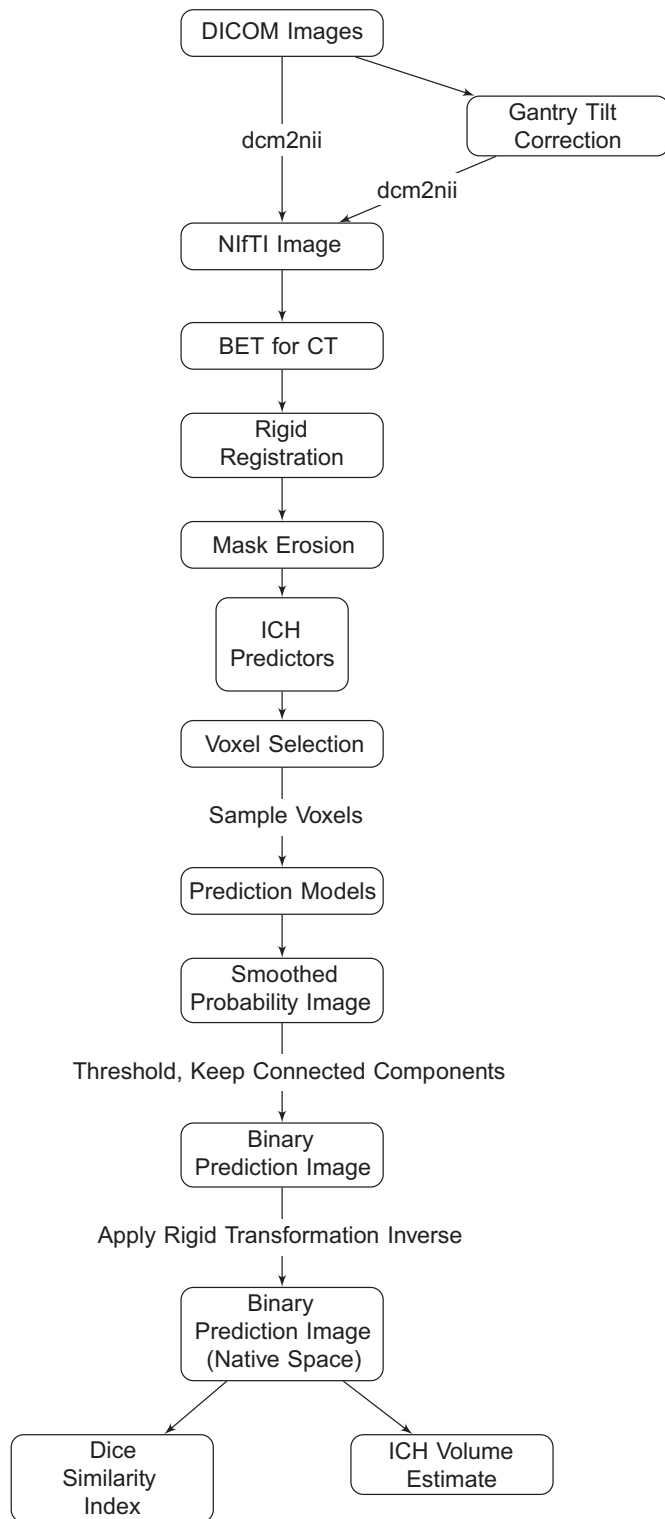 DICOM Images
Gantry Tilt
Correction
dcm2nii
dcm2nii
NIfTI Image
BET for CT
Rigid
Registration
Mask Erosion
ICH
Predictors
Voxel Selection
Sample Voxels
Prediction Models
Smoothed
Probability Image
Threshold, Keep Connected Components
Binary
Prediction Image
Apply Rigid Transformation Inverse
Binary
Prediction Image
(Native Space)
Dice
Similarity
Index
ICH Volume
Estimate